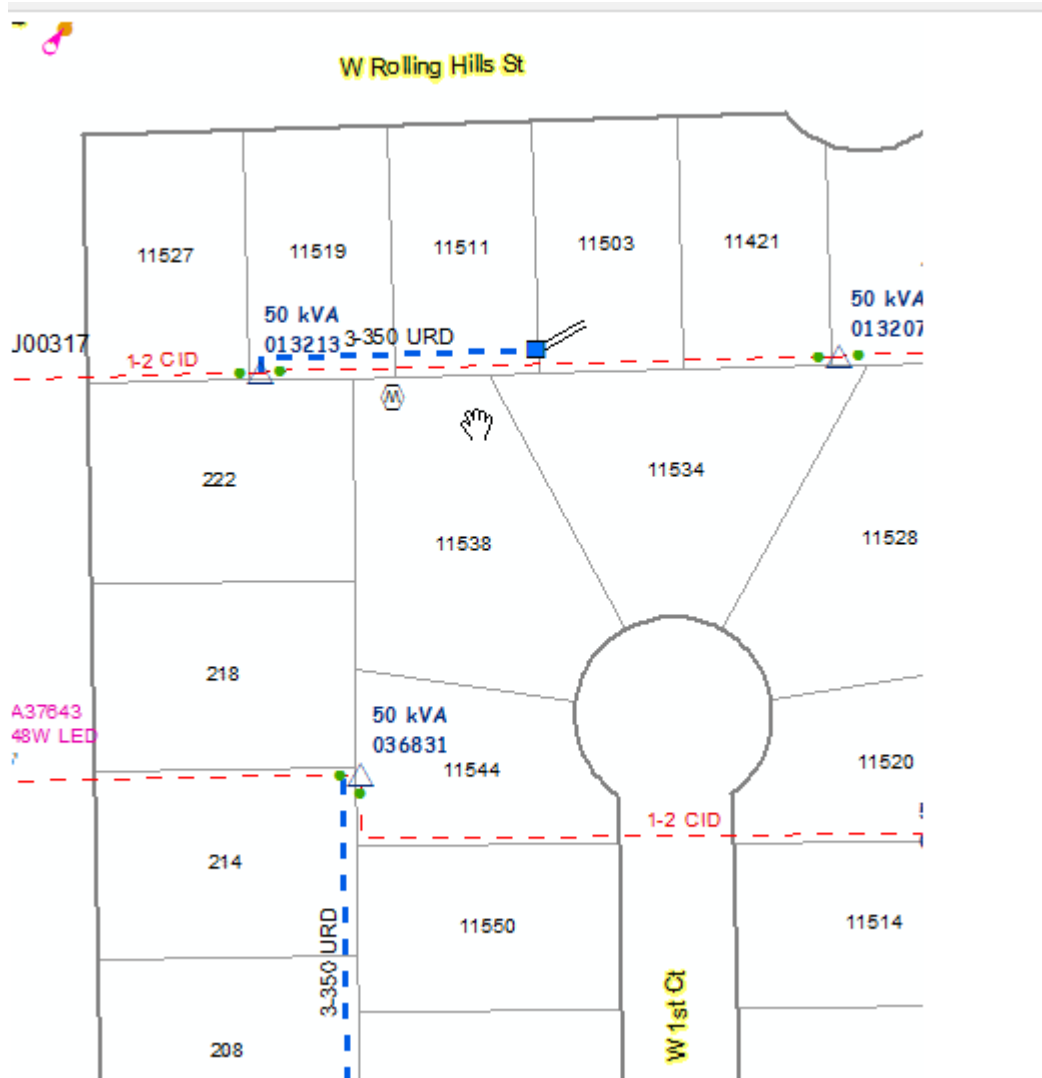 W Rolling Hills St
11527
11519
11511
11503
11421
50 kVA
013213
3-350 URD
50 kVA
013207
J00317
1-2 CID
M
222
11534
11538
11528
218
A37643
48W LED
50 kVA
036831
11544
11520
1-2 CID
214
3-350 URD
11550
11514
W 1st Ct
208